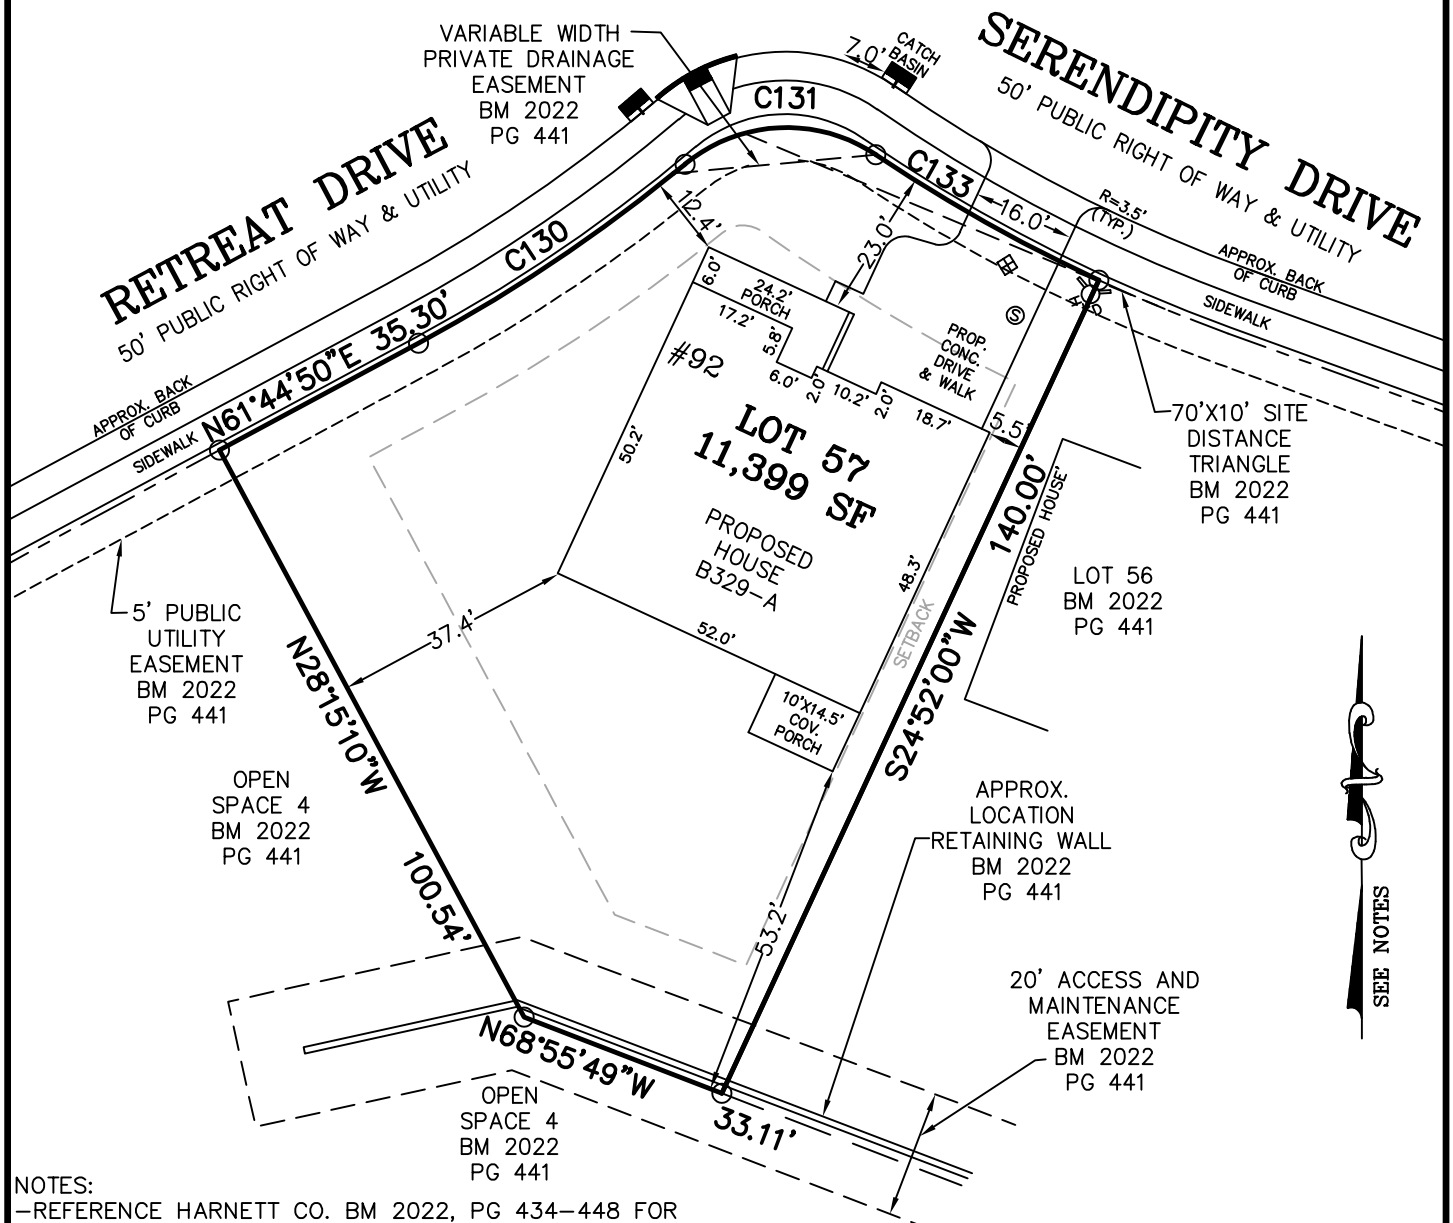 VARIABLE WIDTH
PRIVATE DRAINAGE
EASEMENT
BM 2022
PG 441
7.0'
CATCH
BASIN
SERENDIPITY DRIVE
50' PUBLIC RIGHT OF WAY & UTILITY
RETREAT DRIVE
50' PUBLIC RIGHT OF WAY & UTILITY
C131
C133
C130
12.4'
23.0'
16.0'
R=3.5'
(TYP.)
APPROX. BACK
OF CURB
SIDEWALK
6.0'
24.2'
PORCH
17.2'
5.8'
6.0'
2.0'
10.2'
2.0'
18.7'
5.5'
PROP.
CONC.
DRIVE
& WALK
S
#92
N61°44'50"E 35.30'
APPROX. BACK
OF CURB
SIDEWALK
50.2'
LOT 57
11,399 SF
PROPOSED
HOUSE
B329-A
48.3'
52.0'
SETBACK
10'X14.5'
COV.
PORCH
140.00'
S24°52'00"W
PROPOSED HOUSE'
70'X10' SITE
DISTANCE
TRIANGLE
BM 2022
PG 441
LOT 56
BM 2022
PG 441
5' PUBLIC
UTILITY
EASEMENT
BM 2022
PG 441
37.4'
N28°15'10"W
100.54'
OPEN
SPACE 4
BM 2022
PG 441
APPROX.
LOCATION
RETAINING WALL
BM 2022
PG 441
53.2'
20' ACCESS AND
MAINTENANCE
EASEMENT
BM 2022
PG 441
SEE NOTES
N68°55'49"W
33.11'
OPEN
SPACE 4
BM 2022
PG 441
NOTES:
-REFERENCE HARNETT CO. BM 2022, PG 434-448 FOR